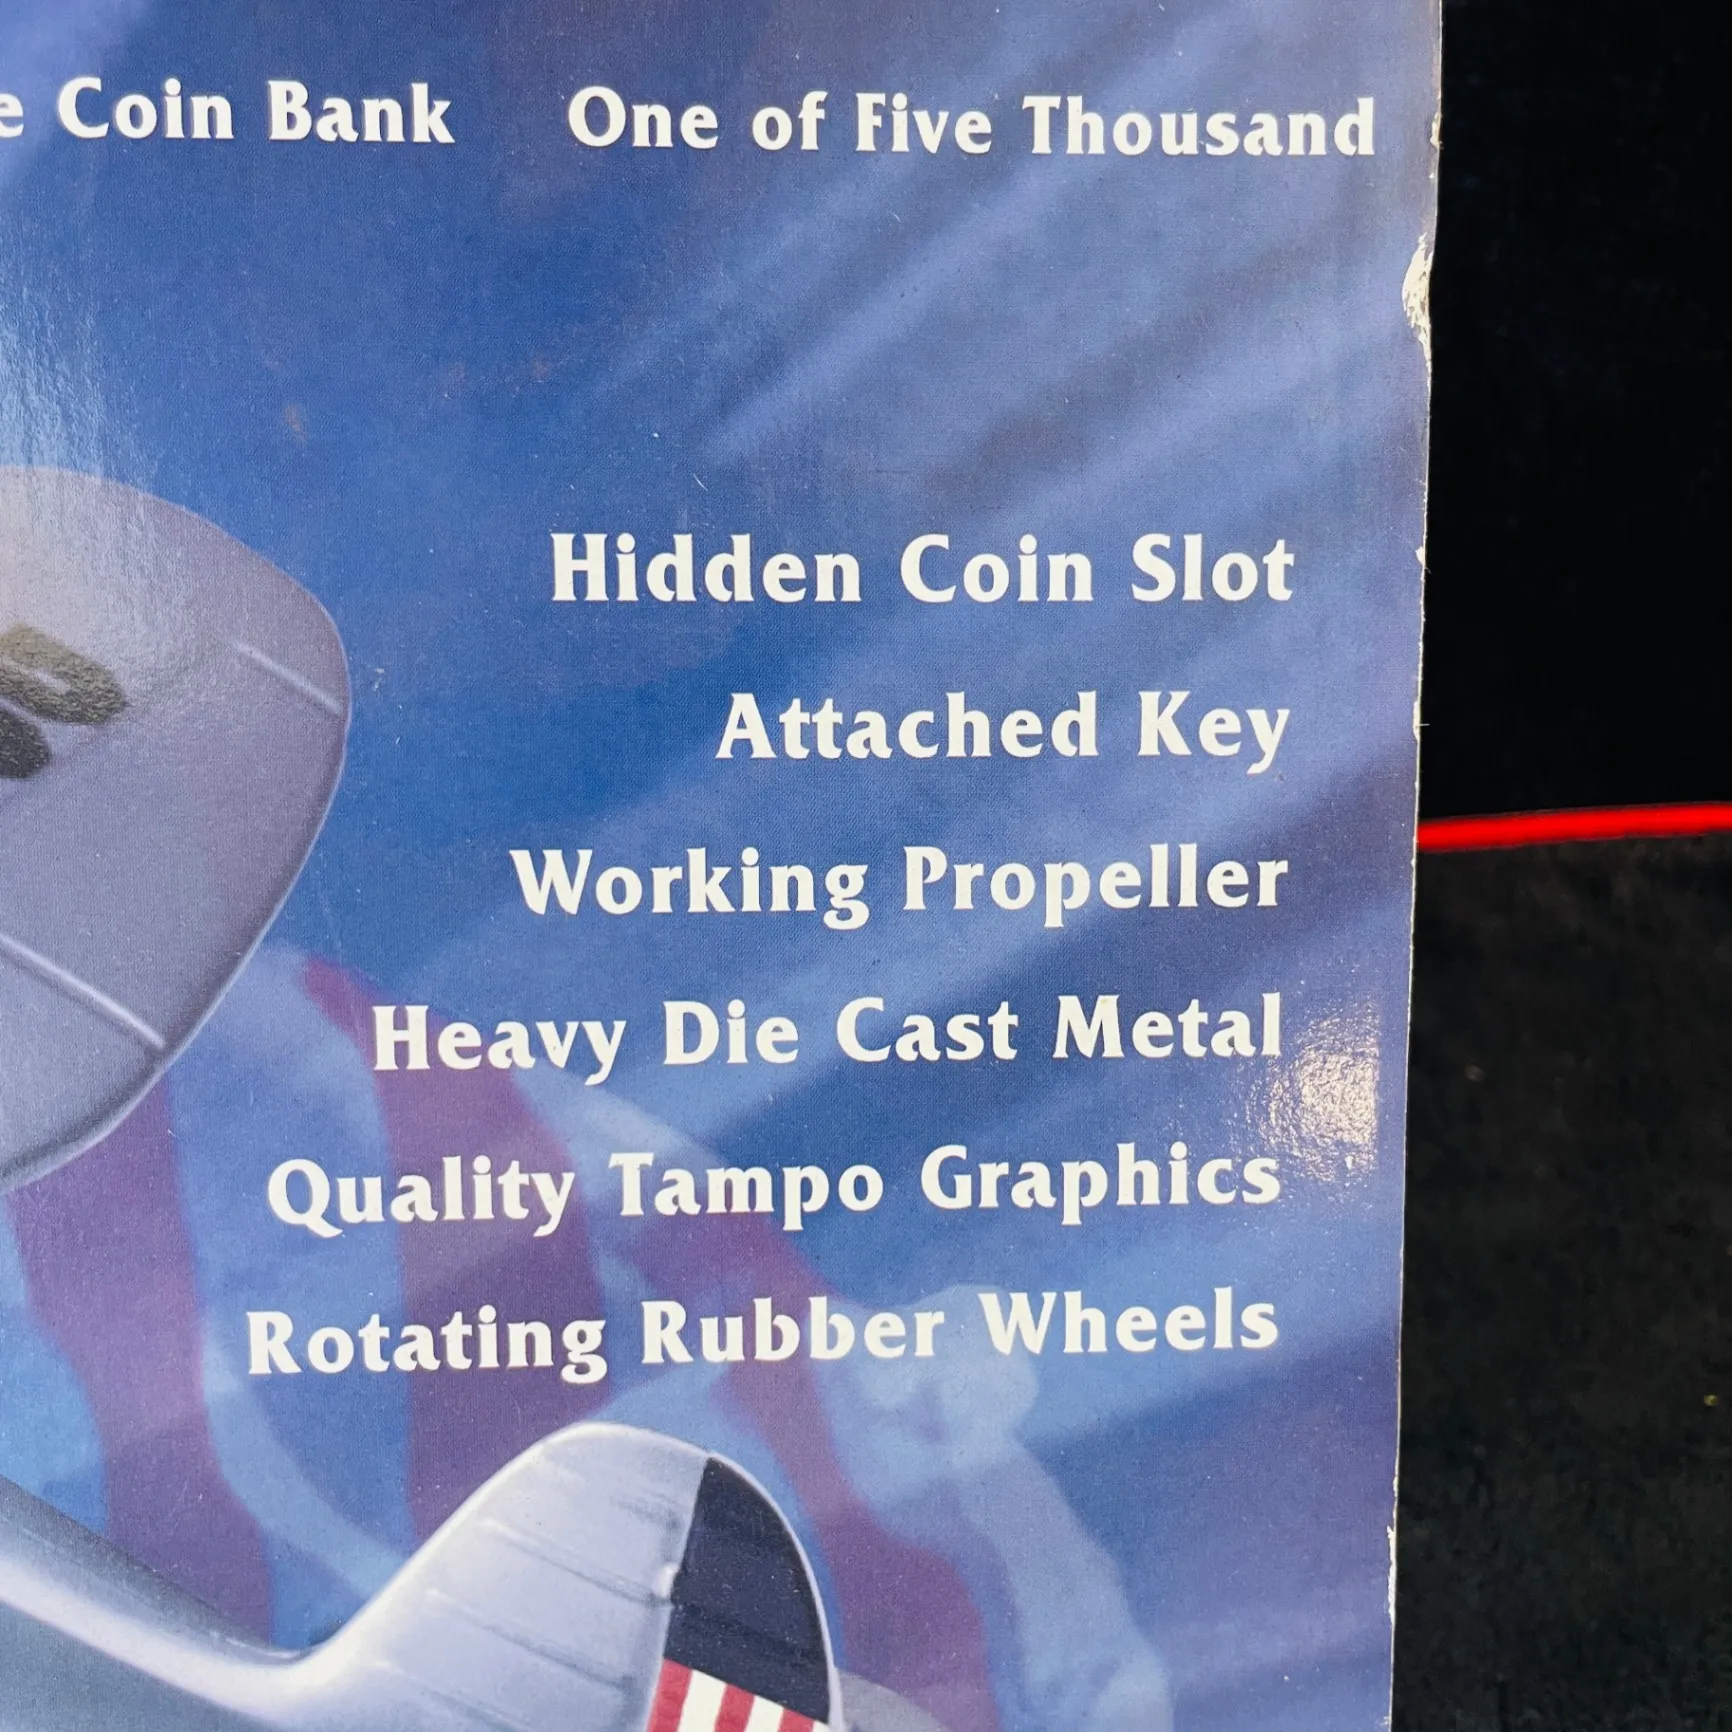 e Coin Bank One of Five Thousand
Hidden Coin Slot
Attached Key
Working Propeller
Heavy Die Cast Metal
Quality Tampo Graphics
Rotating Rubber Wheels